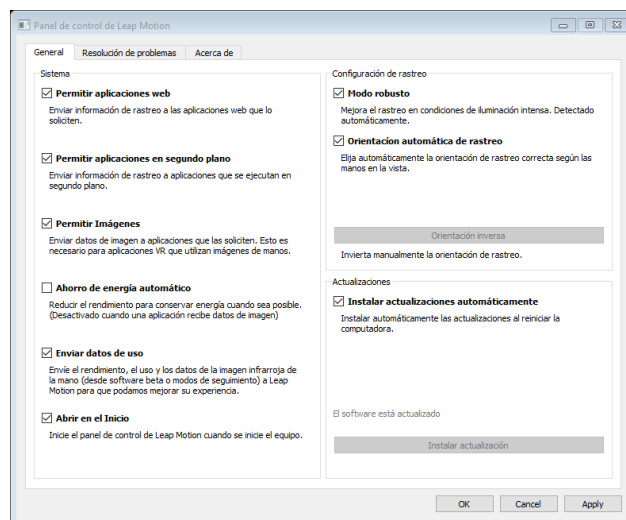 Panel de control de Leap Motion
General
Resolución de problemas
Acerca de
Sistema
Permitir aplicaciones web
Enviar información de rastreo a las aplicaciones web que lo
soliciten.
Permitir aplicaciones en segundo plano
Enviar información de rastreo a aplicaciones que se ejecutan en
segundo plano.
Permitir Imágenes
Enviar datos de imagen a aplicaciones que las soliciten. Esto es
necesario para aplicaciones VR que utilizan imágenes de manos.
Ahorro de energía automático
Reducir el rendimiento para conservar energía cuando sea posible.
(Desactivado cuando una aplicación recibe datos de imagen)
Enviar datos de uso
Envíe el rendimiento, el uso y los datos de la imagen infrarroja de
la mano (desde software beta o modos de seguimiento) a Leap
Motion para que podamos mejorar su experiencia.
Abrir en el Inicio
Inicie el panel de control de Leap Motion cuando se inicie el equipo.
Configuración de rastreo
Modo robusto
Mejora el rastreo en condiciones de iluminación intensa. Detectado
automáticamente.
Orientacíon automática de rastreo
Elija automáticamente la orientación de rastreo correcta según las
manos en la vista.
Orientación inversa
Invierta manualmente la orientación de rastreo.
Actualizaciones
Instalar actualizaciones automáticamente
Instalar automáticamente las actualizaciones al reiniciar la
computadora.
El software está actualizado
Instalar actualización
OK
Cancel
Apply